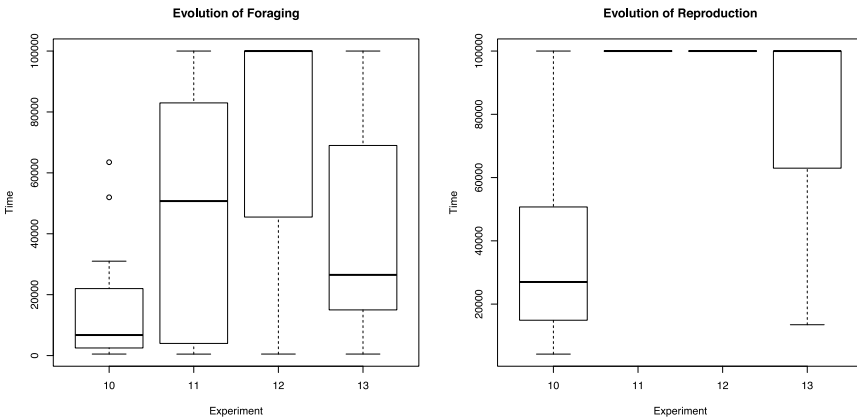 Evolution of Foraging
Time
100000
80000
60000
40000
20000
0
10 11 12 13
Experiment
Evolution of Reproduction
Time
100000
80000
60000
40000
20000
10 11 12 13
Experiment